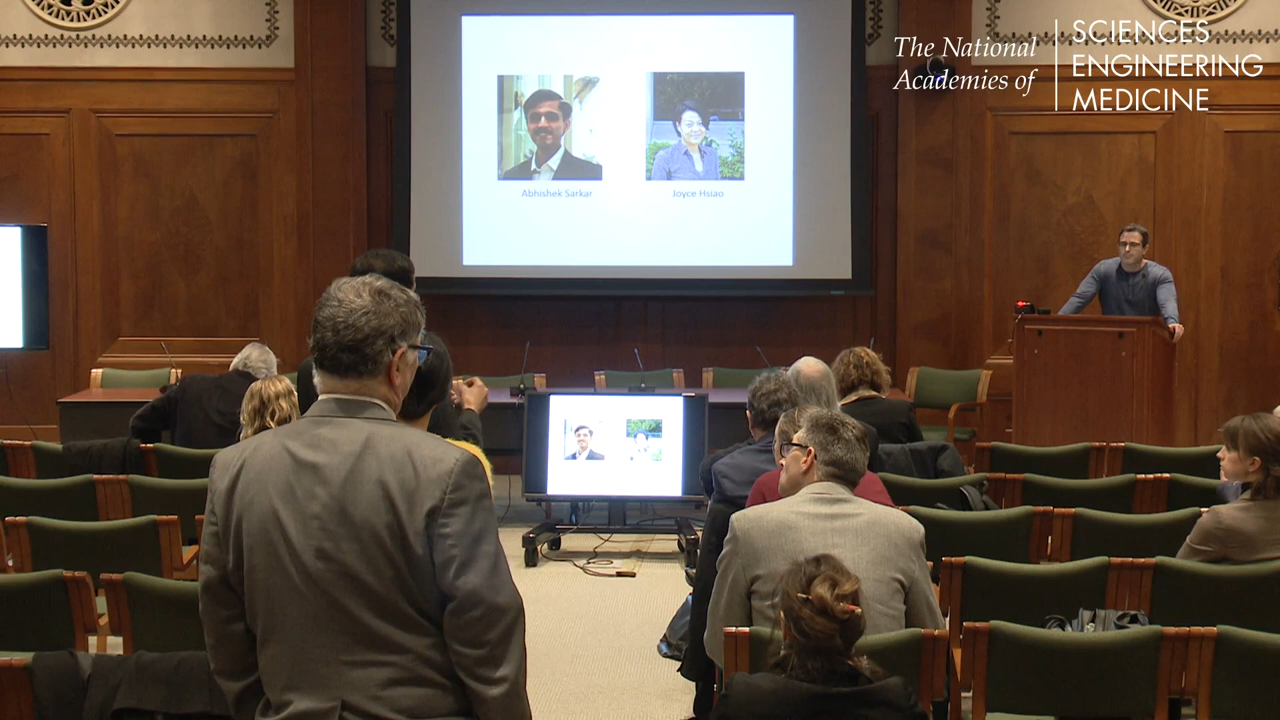 The National
Academies of
SCIENCES
ENGINEERING
MEDICINE
Abhishek Sarkar
Joyce Hsiao